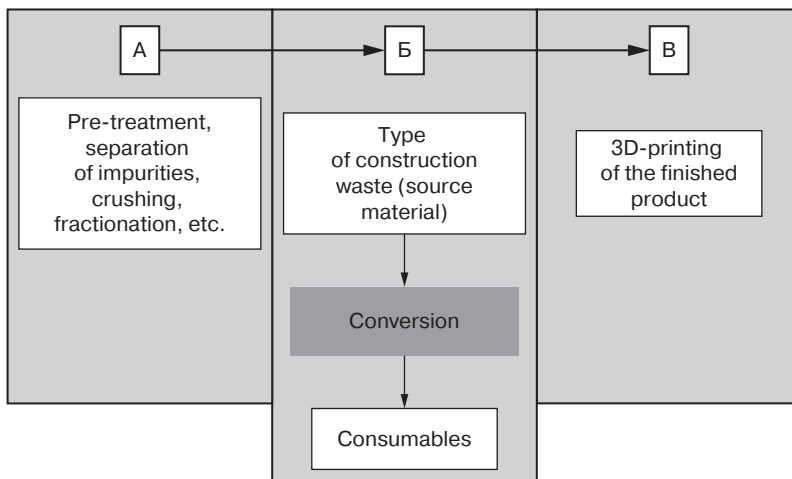 А
Б
В
Pre-treatment,
separation
of impurities,
crushing,
fractionation, etc.
Type
of construction
waste (source
material)
Conversion
Consumables
3D-printing
of the finished
product